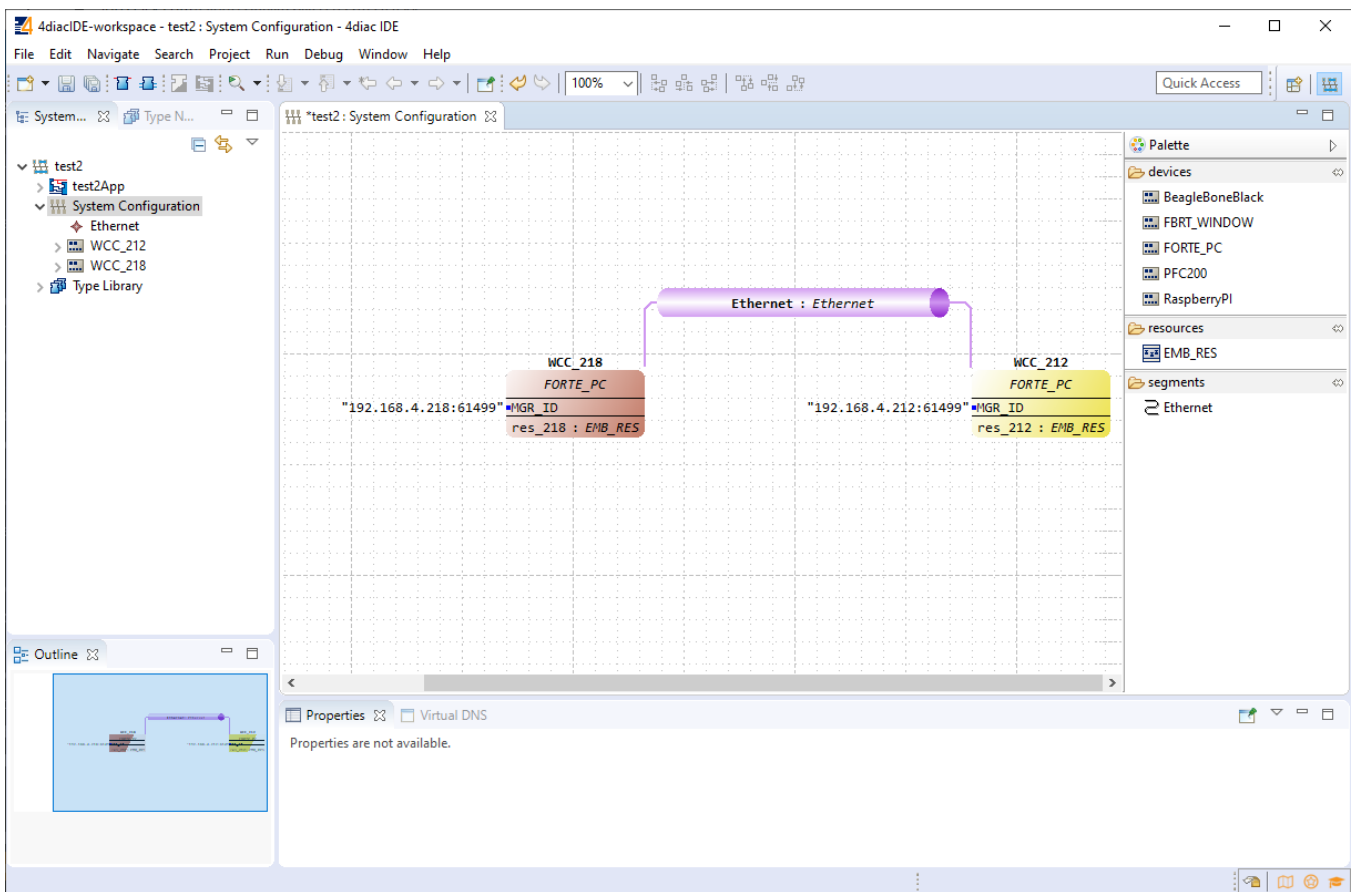 4diacIDE-workspace - test2 : System Configuration - 4diac IDE
File Edit Navigate Search Project Run Debug Window Help
100%
Quick Access
System...
Type N...
test2
test2App
System Configuration
Ethernet
WCC_212
WCC_218
Type Library
*test2 : System Configuration
Ethernet : Ethernet
WCC_218
FORTE_PC
"192.168.4.218:61499" MGR_ID
res_218 : EMB_RES
WCC_212
FORTE_PC
"192.168.4.212:61499" MGR_ID
res_212 : EMB_RES
Palette
devices
BeagleBoneBlack
FBRT_WINDOW
FORTE_PC
PFC200
RaspberryPI
resources
EMB_RES
segments
Ethernet
Outline
Properties
Virtual DNS
Properties are not available.